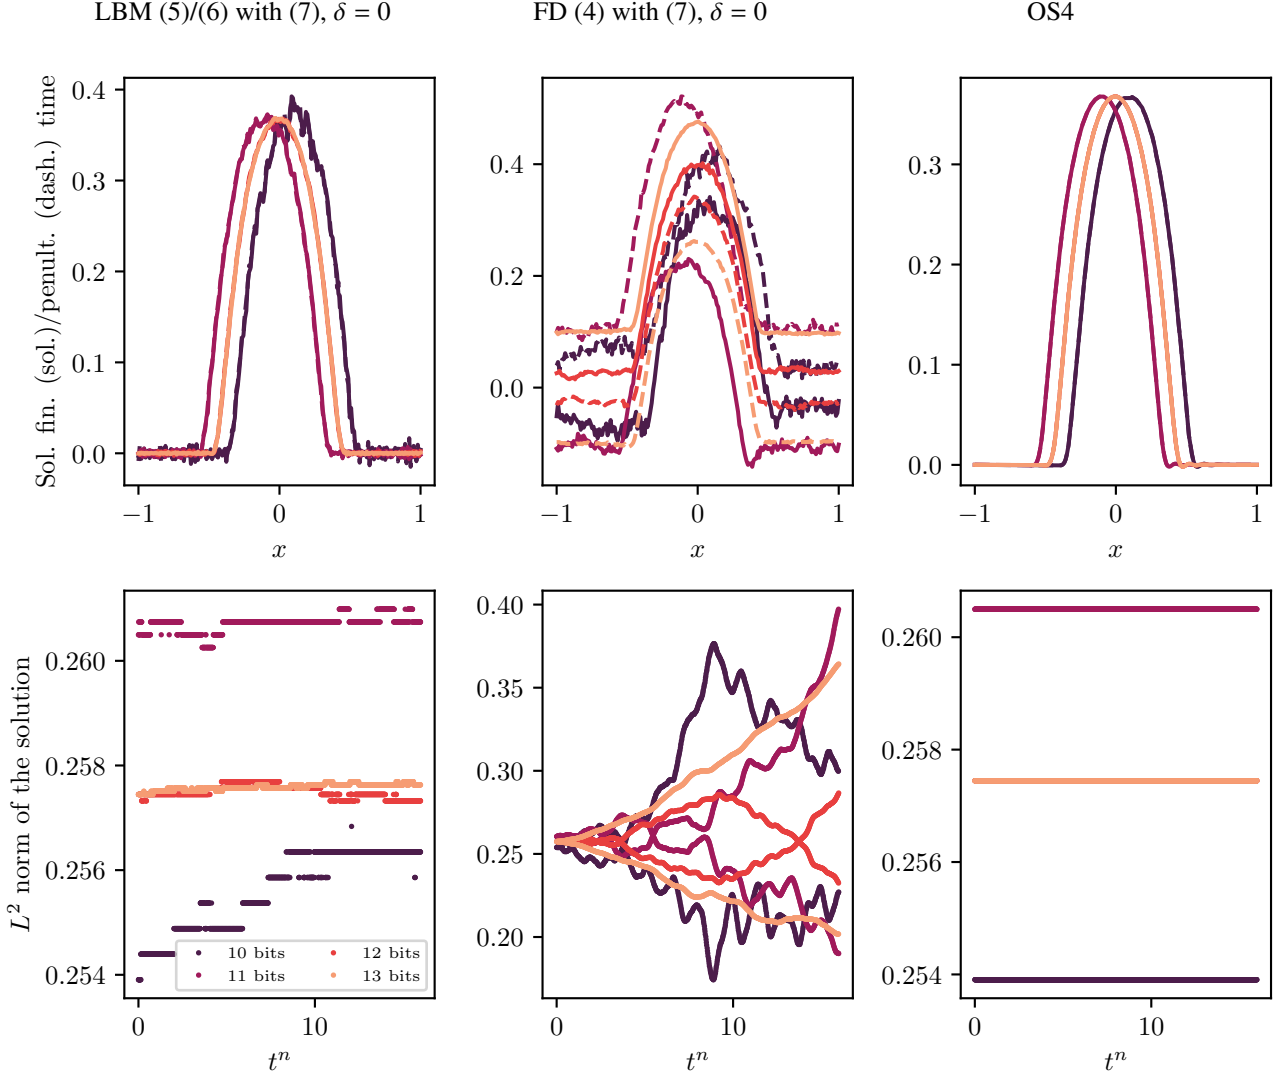 LBM (5)/(6) with (7), δ = 0
FD (4) with (7), δ = 0
OS4
Sol. fin. (sol.)/penult. (dash.) time
0.4
0.3
0.2
0.1
0.0
−1 0 1
x
0.4
0.2
0.0
−1 0 1
x
0.3
0.2
0.1
0.0
−1 0 1
x
L² norm of the solution
0.260
0.258
0.256
0.254
10 bits 12 bits
11 bits 13 bits
0 10
tⁿ
0.40
0.35
0.30
0.25
0.20
0 10
tⁿ
0.260
0.258
0.256
0.254
0 10
tⁿ